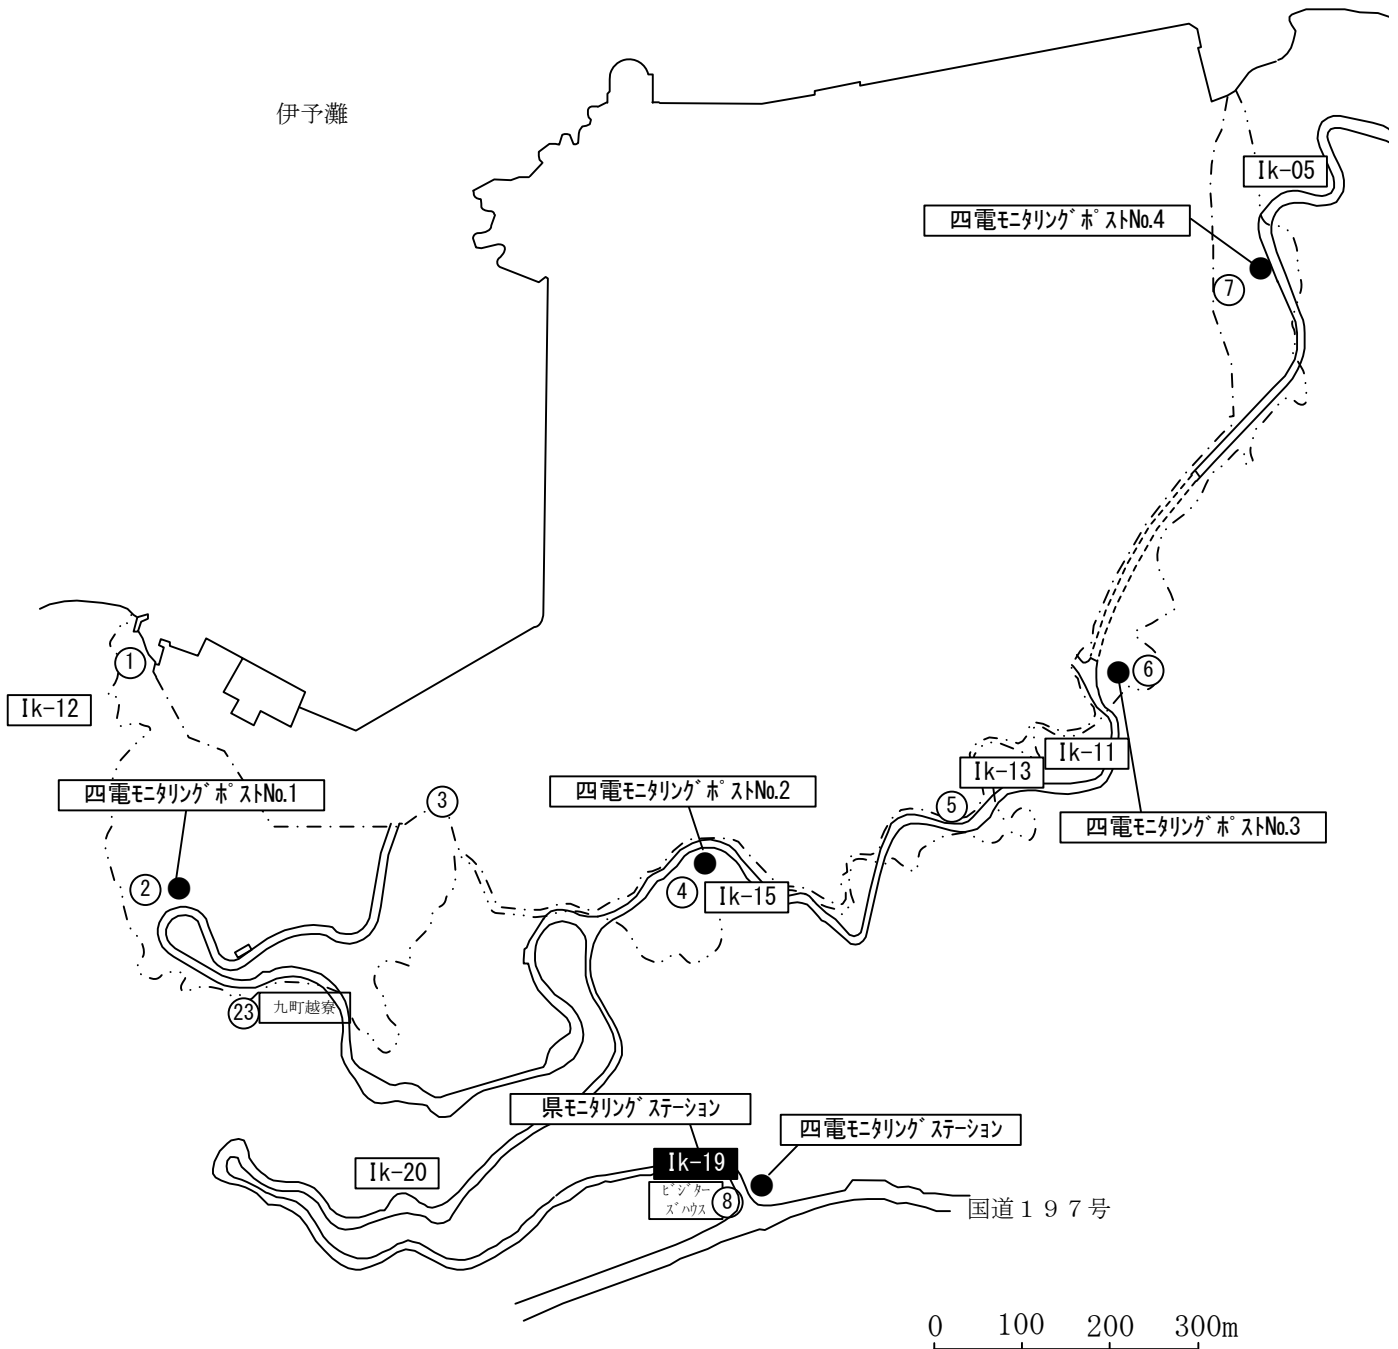 伊予灘
Ik-05
四電ﾓﾆﾀﾘﾝｸﾞﾎﾟｽﾄNo.4
7
1
6
Ik-12
Ik-11
Ik-13
四電ﾓﾆﾀﾘﾝｸﾞﾎﾟｽﾄNo.1
四電ﾓﾆﾀﾘﾝｸﾞﾎﾟｽﾄNo.2
3
5
四電ﾓﾆﾀﾘﾝｸﾞﾎﾟｽﾄNo.3
2
4
Ik-15
23
九町越寮
県ﾓﾆﾀﾘﾝｸﾞｽﾃｰｼｮﾝ
四電ﾓﾆﾀﾘﾝｸﾞｽﾃｰｼｮﾝ
Ik-20
Ik-19
ﾋﾞｼﾞﾀｰ
ｽﾞﾊｳｽ
8
国道１９７号
0 100 200 300m